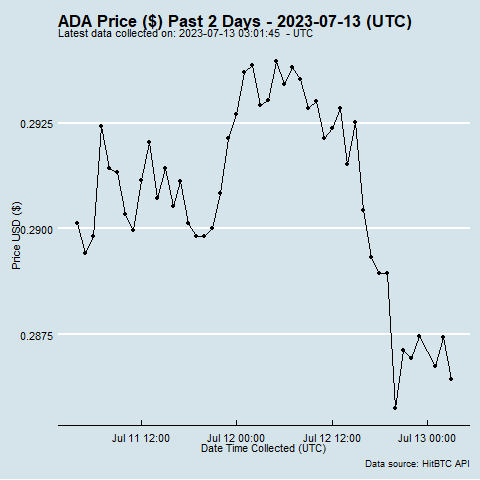 ADA Price ($) Past 2 Days - 2023-07-13 (UTC)
Latest data collected on: 2023-07-13 03:01:45 - UTC
0.2925
0.2900
0.2875
Price USD ($)
Jul 11 12:00
Jul 12 00:00
Jul 12 12:00
Jul 13 00:00
Date Time Collected (UTC)
Data source: HitBTC API